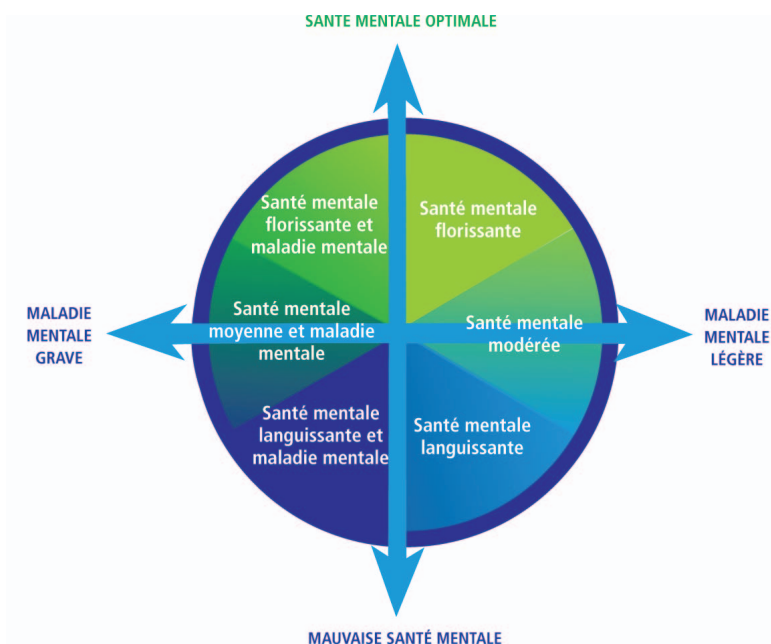 SANTE MENTALE OPTIMALE
Santé mentale
florissante et
maladie mentale
Santé mentale
florissante
MALADIE
MENTALE
GRAVE
Santé mentale
moyenne et maladie
mentale
Santé mentale
modérée
MALADIE
MENTALE
LÉGÈRE
Santé mentale
languissante et
maladie mentale
Santé mentale
languissante
MAUVAISE SANTÉ MENTALE